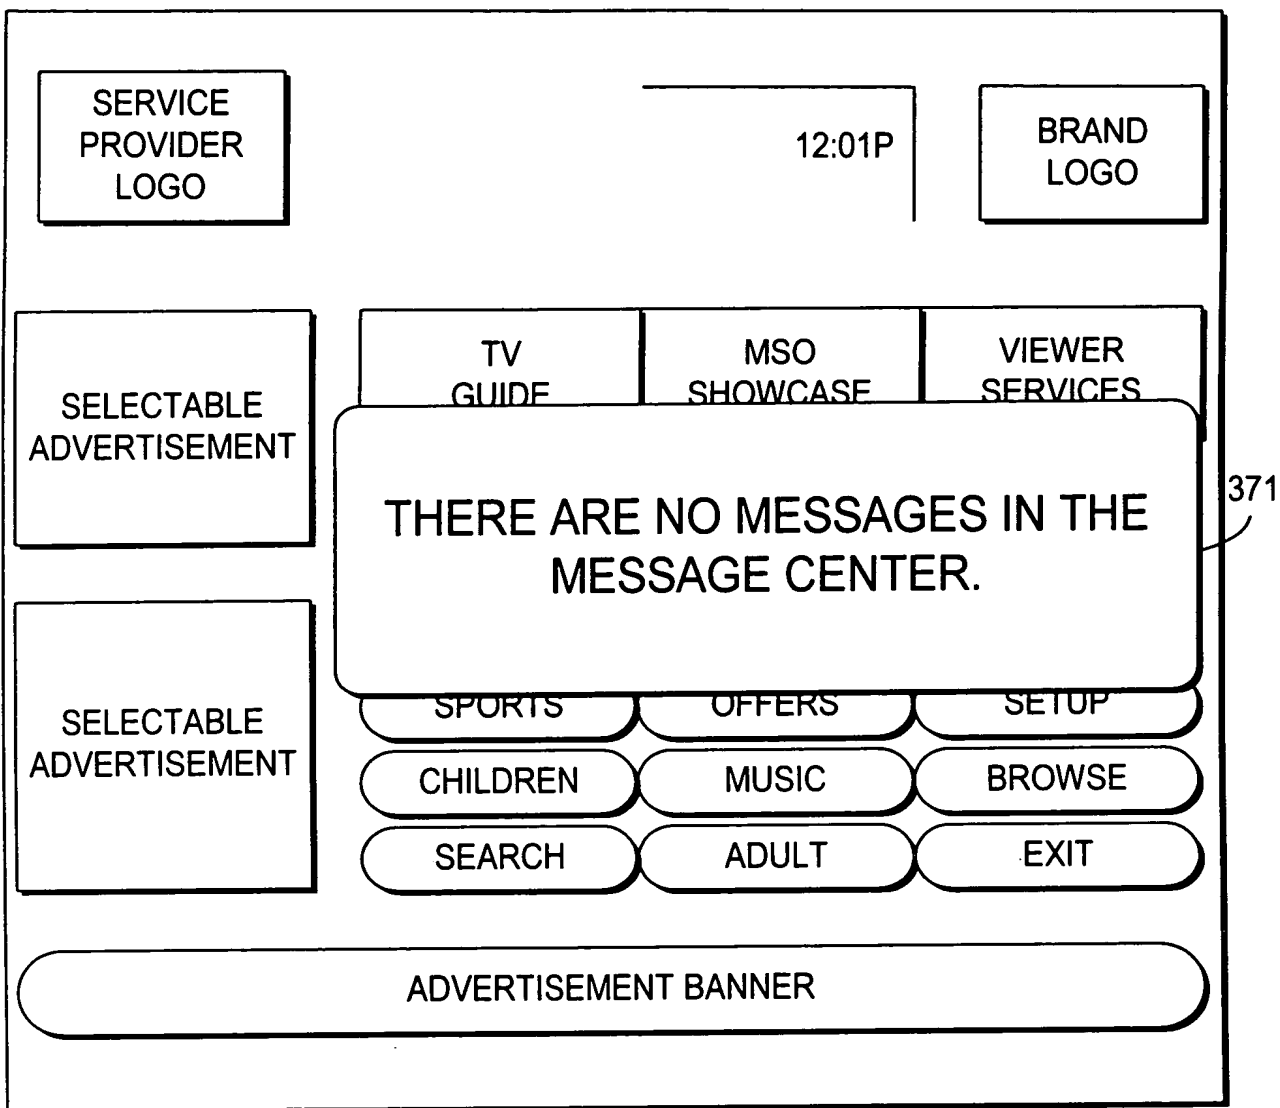 SERVICE
PROVIDER
LOGO
12:01P
BRAND
LOGO
SELECTABLE
ADVERTISEMENT
TV
GUIDE
MSO
SHOWCASE
VIEWER
SERVICES
371
THERE ARE NO MESSAGES IN THE
MESSAGE CENTER.
SELECTABLE
ADVERTISEMENT
SPORTS
OFFERS
SETUP
CHILDREN
MUSIC
BROWSE
SEARCH
ADULT
EXIT
ADVERTISEMENT BANNER